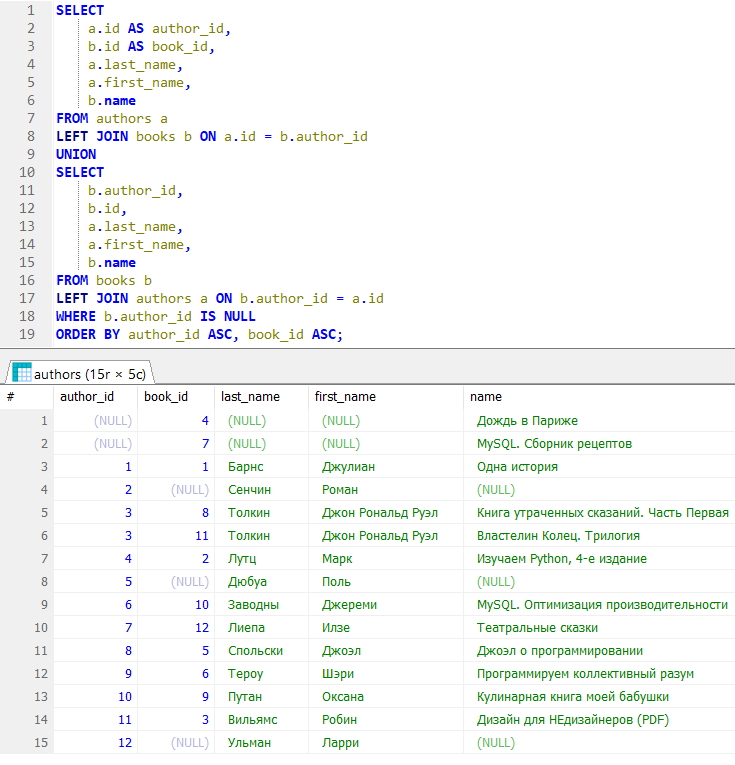 1 SELECT
2 a.id AS author_id,
3 b.id AS book_id,
4 a.last_name,
5 a.first_name,
6 b.name
7 FROM authors a
8 LEFT JOIN books b ON a.id = b.author_id
9 UNION
10 SELECT
11 b.author_id,
12 b.id,
13 a.last_name,
14 a.first_name,
15 b.name
16 FROM books b
17 LEFT JOIN authors a ON b.author_id = a.id
18 WHERE b.author_id IS NULL
19 ORDER BY author_id ASC, book_id ASC;
authors (15r × 5c)
# author_id book_id last_name first_name name
1 (NULL) 4 (NULL) (NULL) Дождь в Париже
2 (NULL) 7 (NULL) (NULL) MySQL. Сборник рецептов
3 1 1 Барнс Джулиан Одна история
4 2 (NULL) Сенчин Роман (NULL)
5 3 8 Толкин Джон Рональд Руэл Книга утраченных сказаний. Часть Первая
6 3 11 Толкин Джон Рональд Руэл Властелин Колец. Трилогия
7 4 2 Лутц Марк Изучаем Python, 4-е издание
8 5 (NULL) Дюбуа Поль (NULL)
9 6 10 Заводны Джереми MySQL. Оптимизация производительности
10 7 12 Лиепа Илзе Театральные сказки
11 8 5 Спольски Джоэл Джоэл о программировании
12 9 6 Тероу Шэри Программируем коллективный разум
13 10 9 Путан Оксана Кулинарная книга моей бабушки
14 11 3 Вильямс Робин Дизайн для НЕдизайнеров (PDF)
15 12 (NULL) Ульман Ларри (NULL)